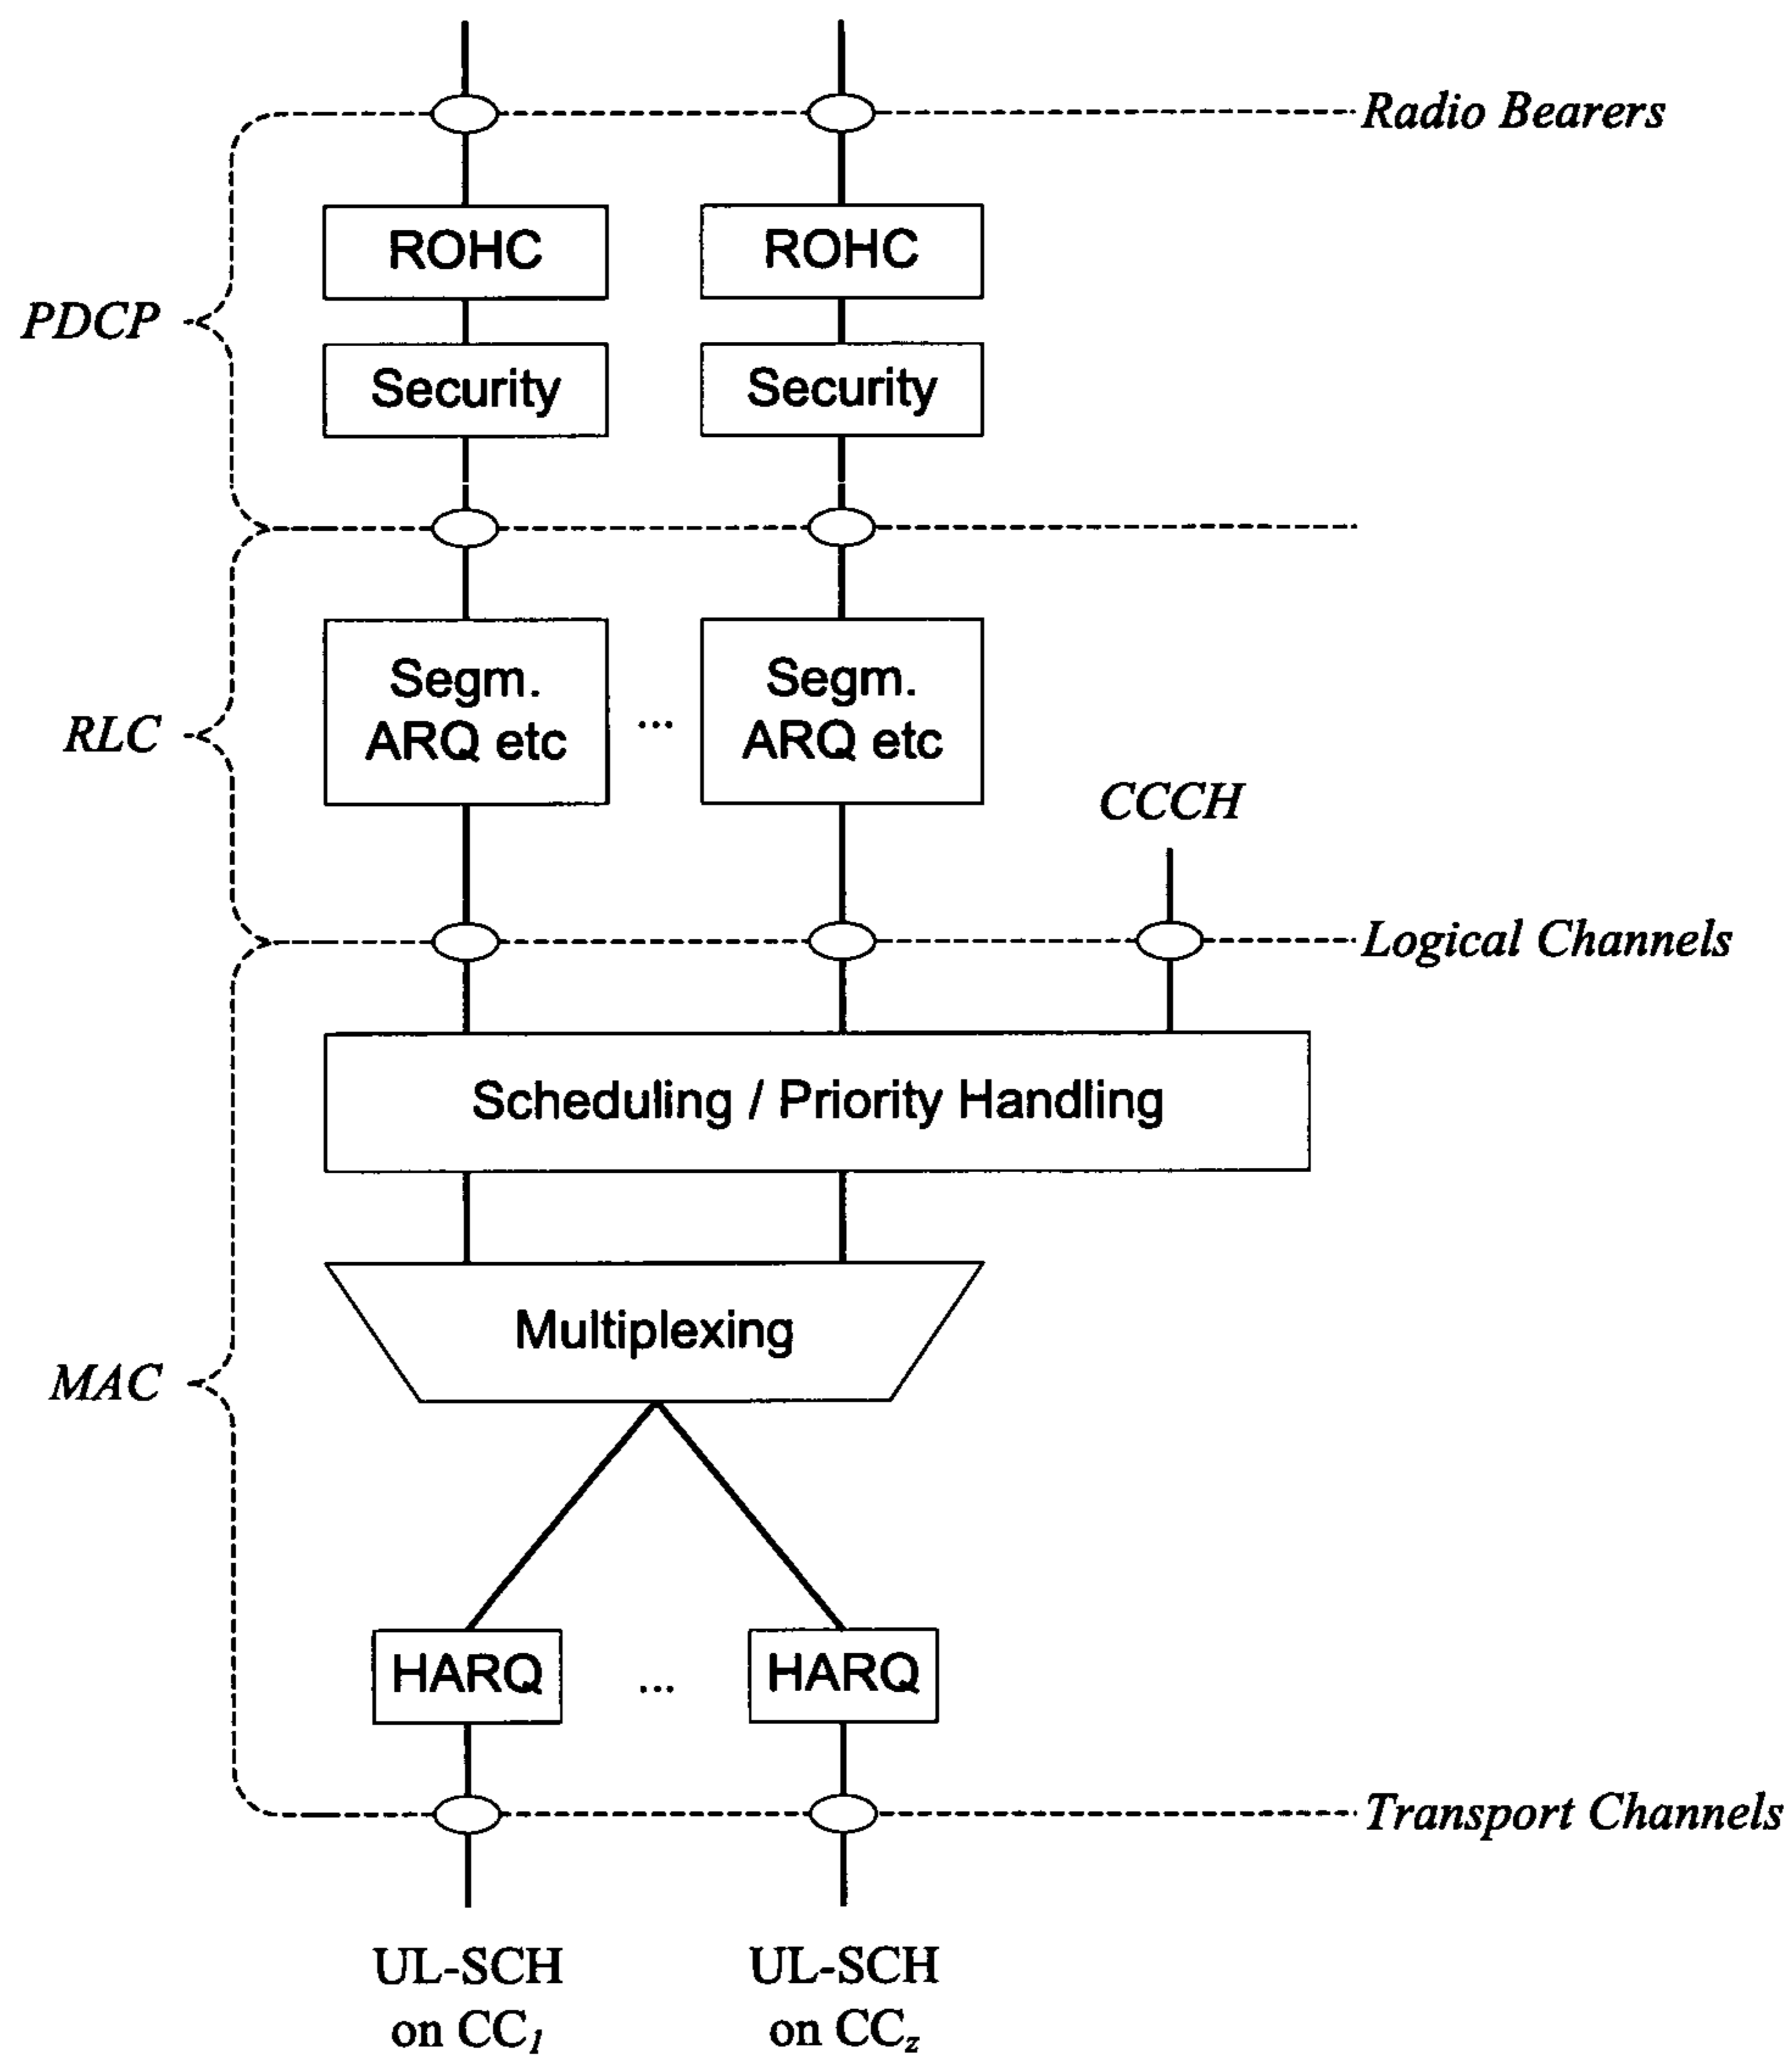 Radio Bearers
ROHC
ROHC
PDCP
Security
Security
Segm.
ARQ etc
...
Segm.
ARQ etc
RLC
CCCH
Logical Channels
Scheduling / Priority Handling
Multiplexing
MAC
HARQ
...
HARQ
Transport Channels
UL-SCH
on CC1
UL-SCH
on CCz